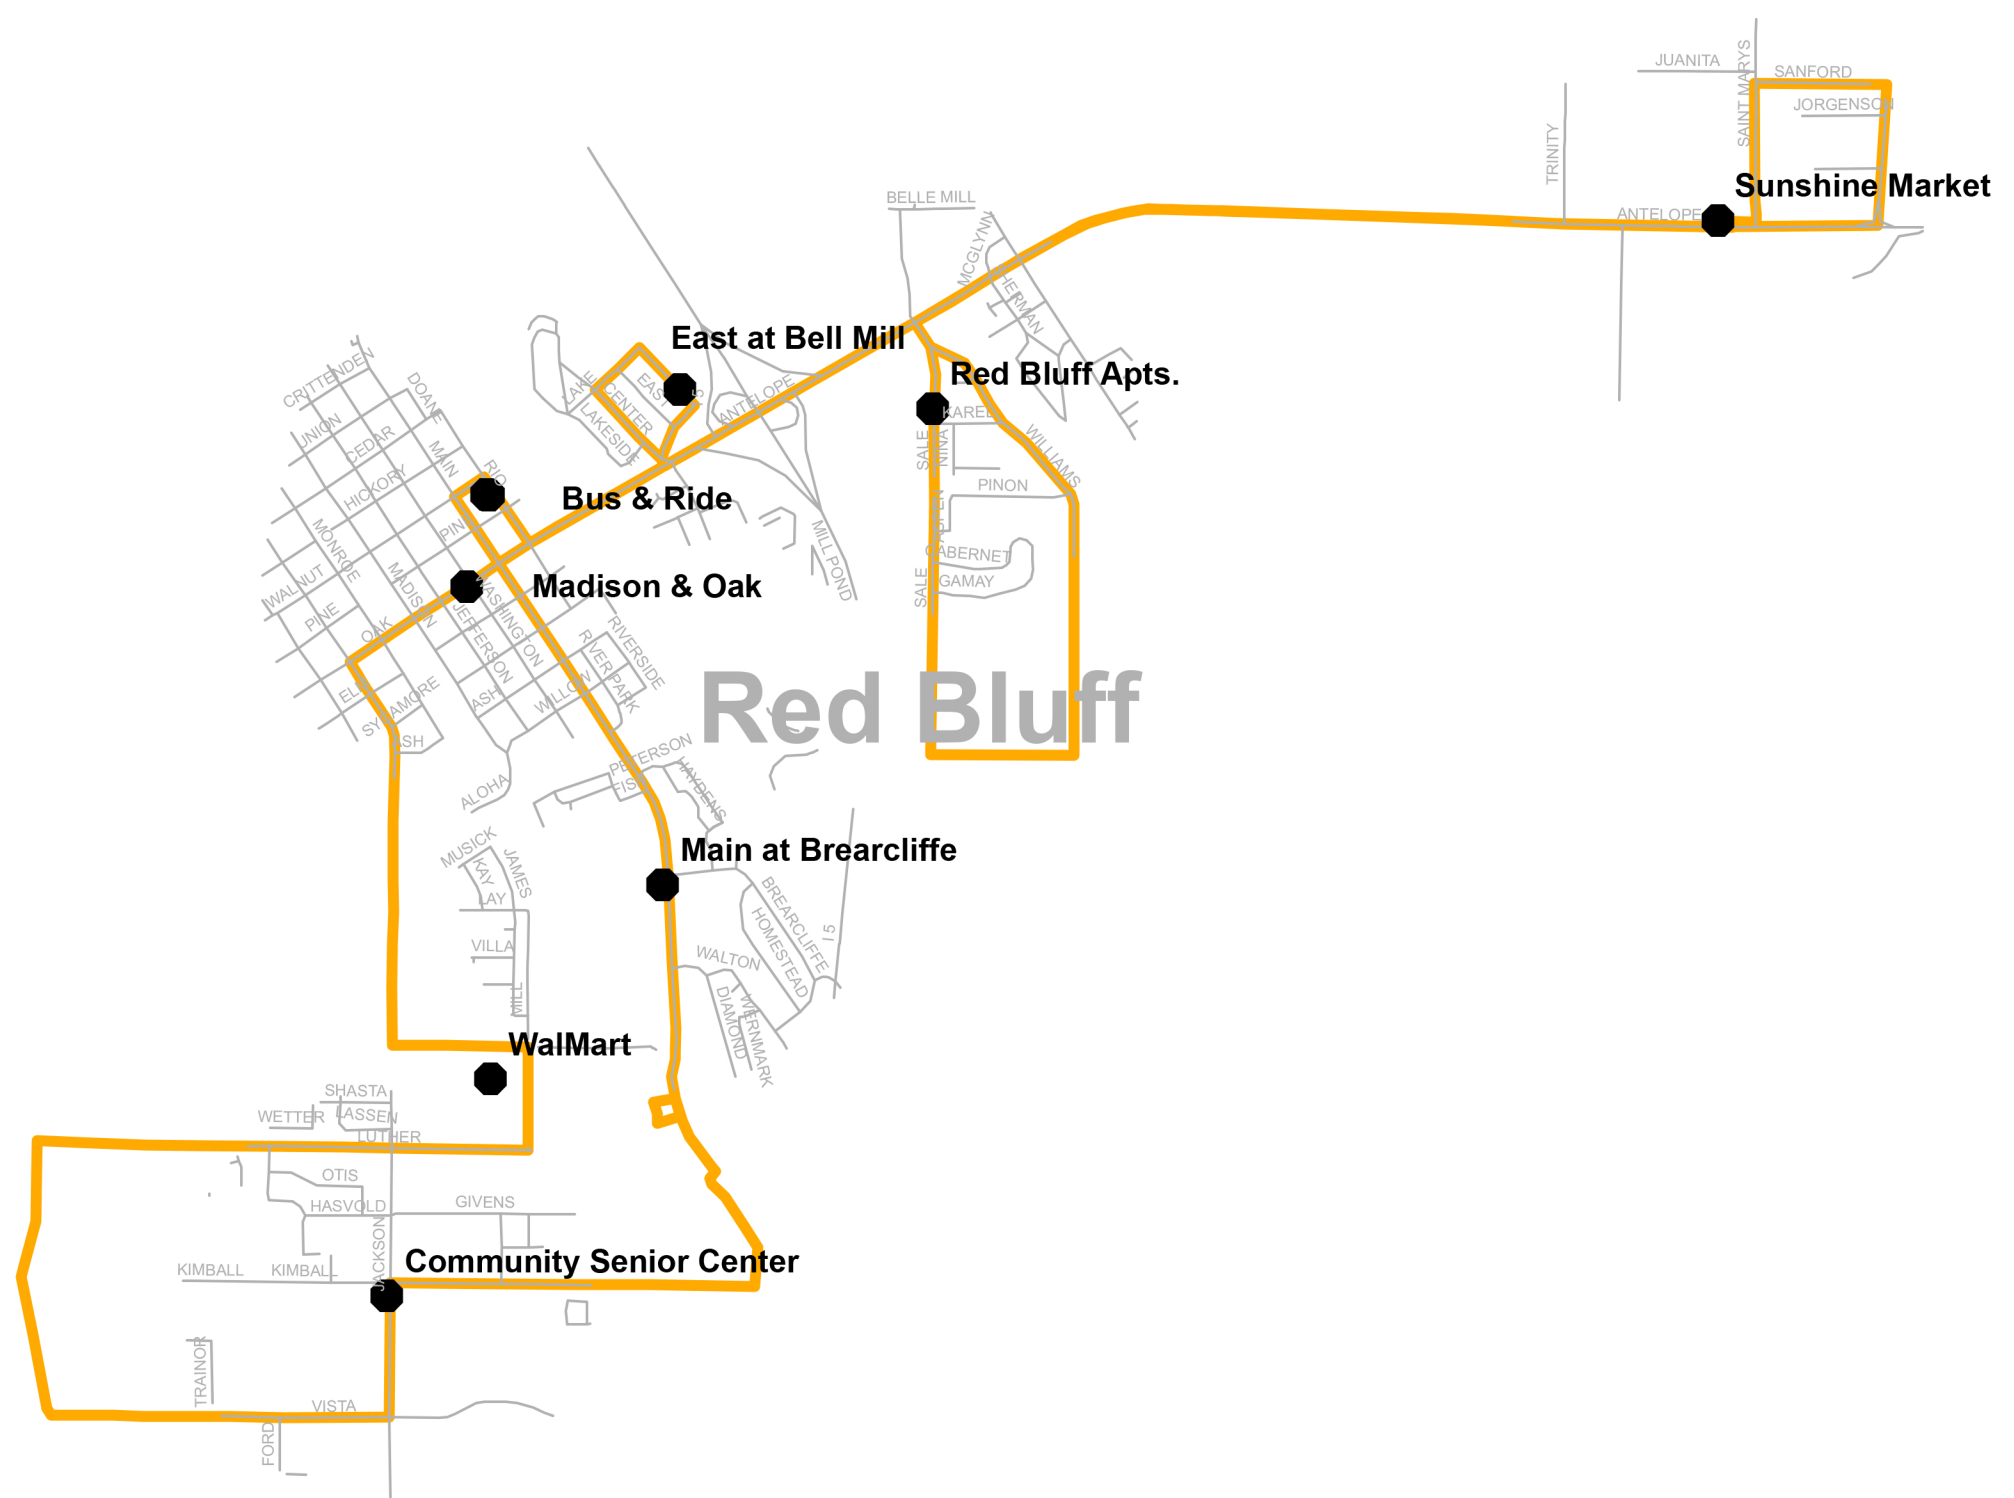 JUANITA
SAINT MARYS
SANFORD
JORGENSON
TRINITY
Sunshine Market
BELLE MILL
ANTELOPE
MCGLYNN
SHERMAN
East at Bell Mill
Red Bluff Apts.
CRITTENDEN
DOANE
LAKE
CENTER
EAST
ANTELOPE
LAKESIDE
KAREL
UNION
CEDAR
MAIN
SALE
NINA
WILLIAMS
RIO
HICKORY
PINON
Bus & Ride
PINE
MONROE
ASPEN
MILL POND
CABERNET
WALNUT
MADISON
Madison & Oak
WASHINGTON
JEFFERSON
SALE
GAMAY
PINE
OAK
RIVERSIDE
RIVER PARK
ELM
SYCAMORE
ASH
WILLOW
Red Bluff
ASH
PETERSON
HAYDENS
ALOHA
MUSICK
KAY
JAMES
LAY
Main at Brearcliffe
BREARCLIFFE
HOMESTEAD
I 5
VILLA
WALTON
MILL
DIAMOND
WERNMARK
WalMart
SHASTA
WETTER
LASSEN
LUTHER
OTIS
HASVOLD
GIVENS
JACKSON
KIMBALL
KIMBALL
Community Senior Center
TRAINOR
VISTA
FORD